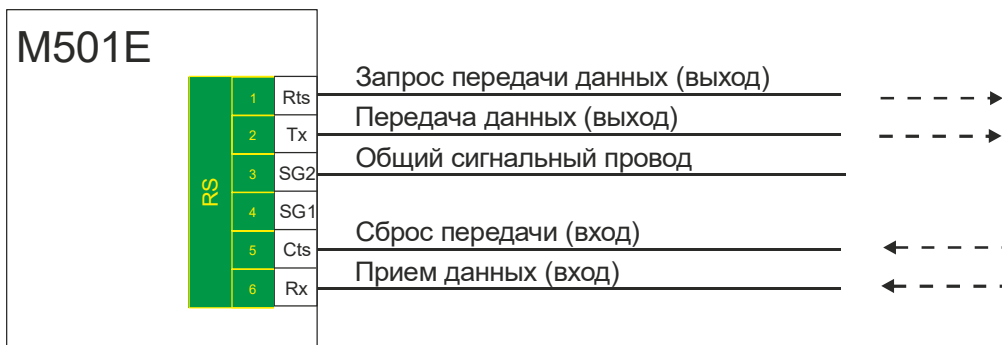 M501E
RS
1 Rts Запрос передачи данных (выход)
2 Tx Передача данных (выход)
3 SG2 Общий сигнальный провод
4 SG1
5 Cts Сброс передачи (вход)
6 Rx Прием данных (вход)